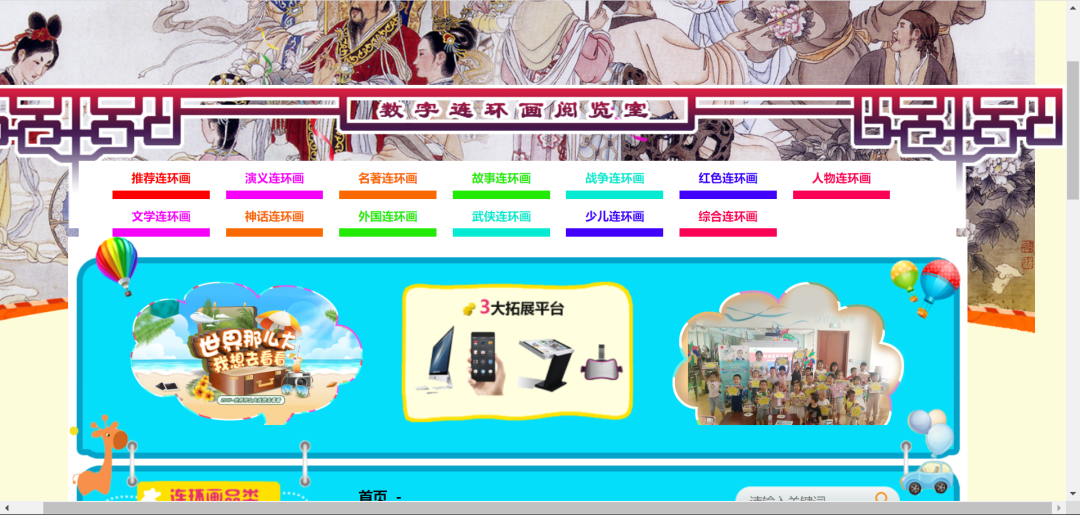 数字连环画阅览室
推荐连环画 演义连环画 名著连环画 故事连环画 战争连环画 红色连环画 人物连环画
文学连环画 神话连环画 外国连环画 武侠连环画 少儿连环画 综合连环画
世界那么大
我想去看看
3大拓展平台
连环画品类
首页 -
请输入关键词